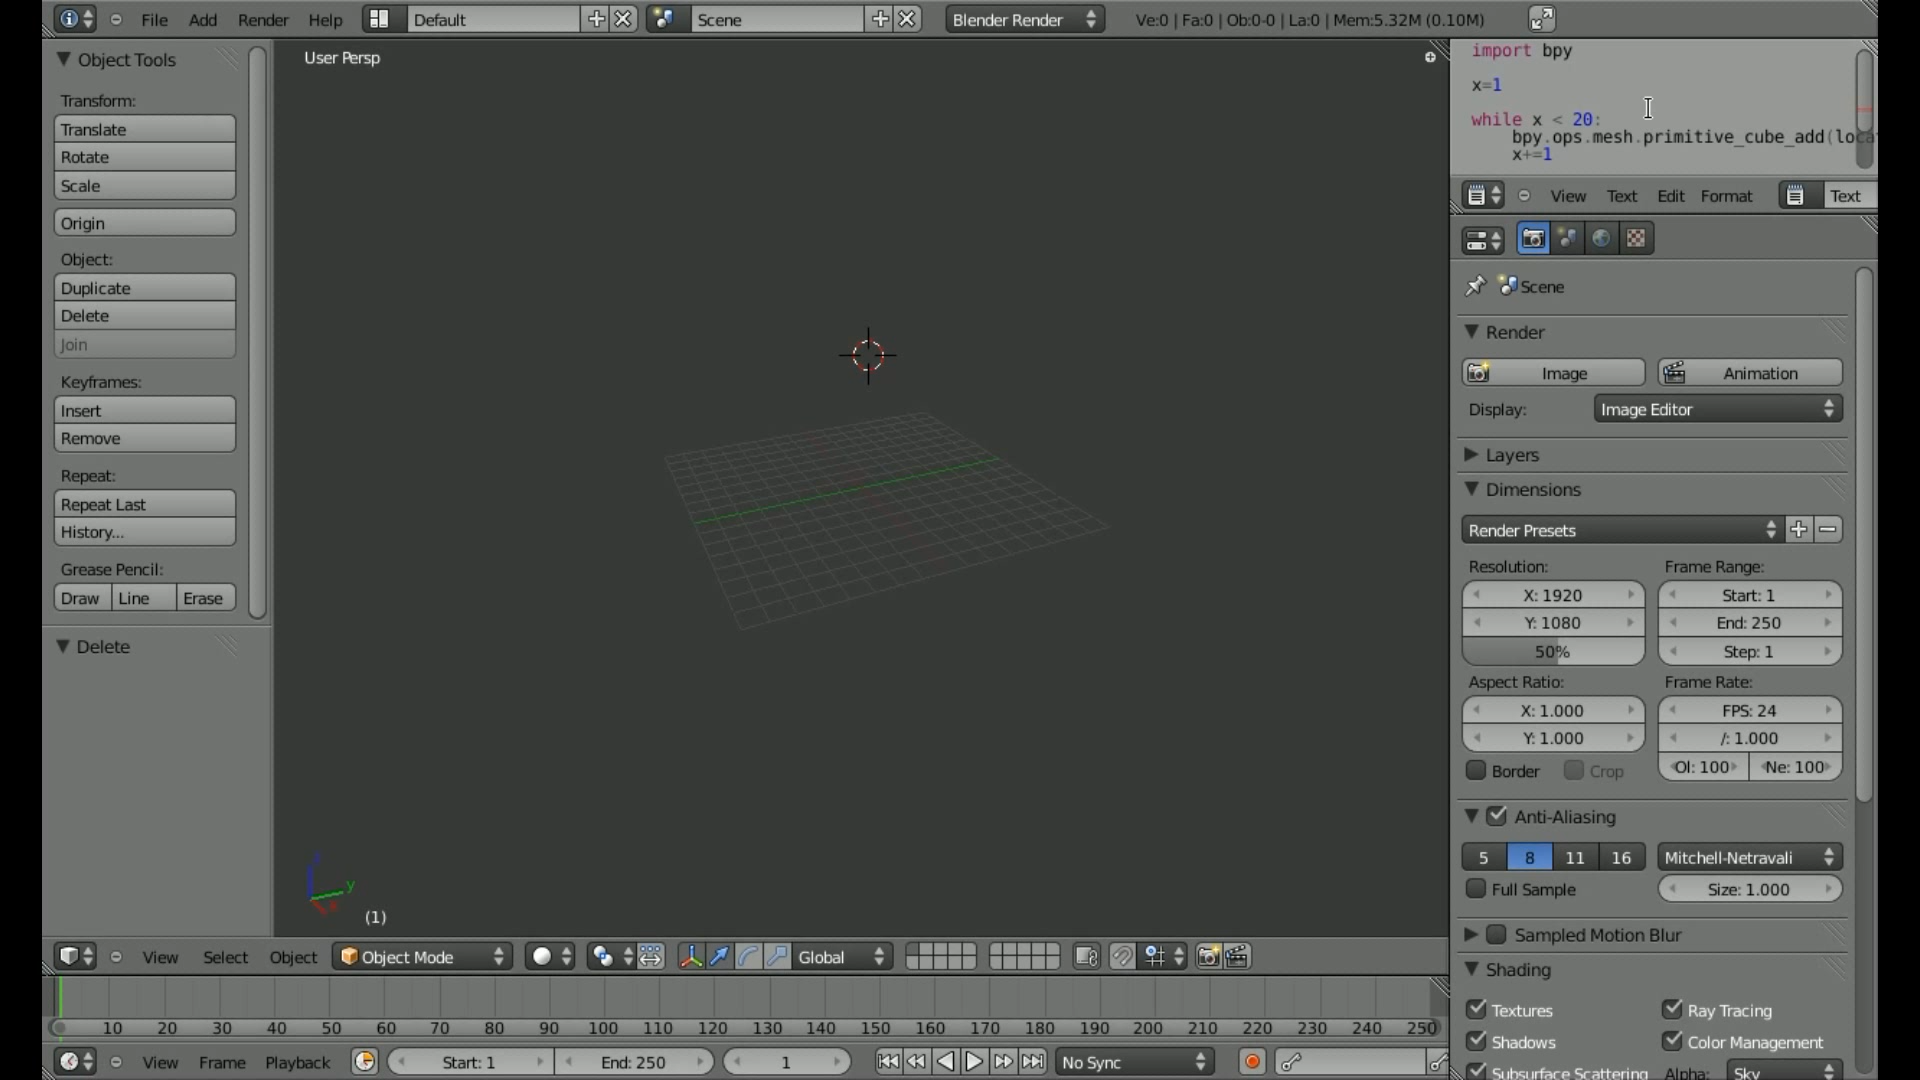 File Add Render Help Default Scene Blender Render Ve:0 | Fa:0 | Ob:0-0 | La:0 | Mem:5.32M (0.10M)
Object Tools
Transform:
Translate
Rotate
Scale
Origin
Object:
Duplicate
Delete
Join
Keyframes:
Insert
Remove
Repeat:
Repeat Last
History...
Grease Pencil:
Draw Line Erase
Delete
User Persp
y
(1)
import bpy
x=1
while x < 20:
bpy.ops.mesh.primitive_cube_add(loca
x+=1
View Text Edit Format Text
Scene
Render
Image Animation
Display: Image Editor
Layers
Dimensions
Render Presets
Resolution: Frame Range:
X: 1920 Start: 1
Y: 1080 End: 250
50% Step: 1
Aspect Ratio: Frame Rate:
X: 1.000 FPS: 24
Y: 1.000 /: 1.000
Border Crop Ol: 100 Ne: 100
Anti-Aliasing
5 8 11 16 Mitchell-Netravali
Full Sample Size: 1.000
Sampled Motion Blur
Shading
Textures Ray Tracing
Shadows Color Management
Subsurface Scattering Alpha: Sky
View Select Object Object Mode Global
10 20 30 40 50 60 70 80 90 100 110 120 130 140 150 160 170 180 190 200 210 220 230 240 250
View Frame Playback Start: 1 End: 250 1 No Sync